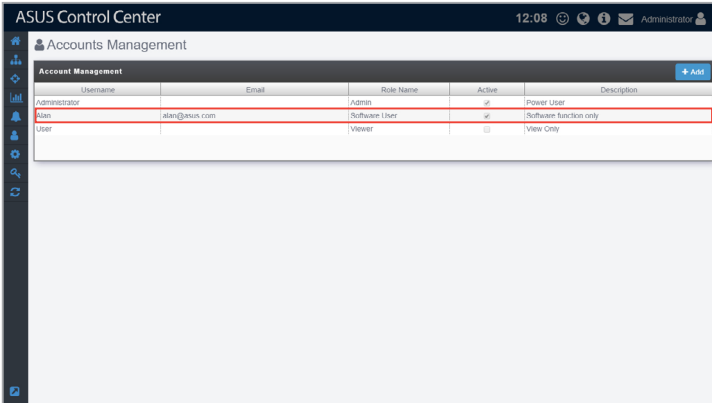 ASUS Control Center 12:08 Administrator
Accounts Management
Account Management + Add
Username Email Role Name Active Description
Administrator Admin Power User
Alan alan@asus.com Software User Software function only
User Viewer View Only